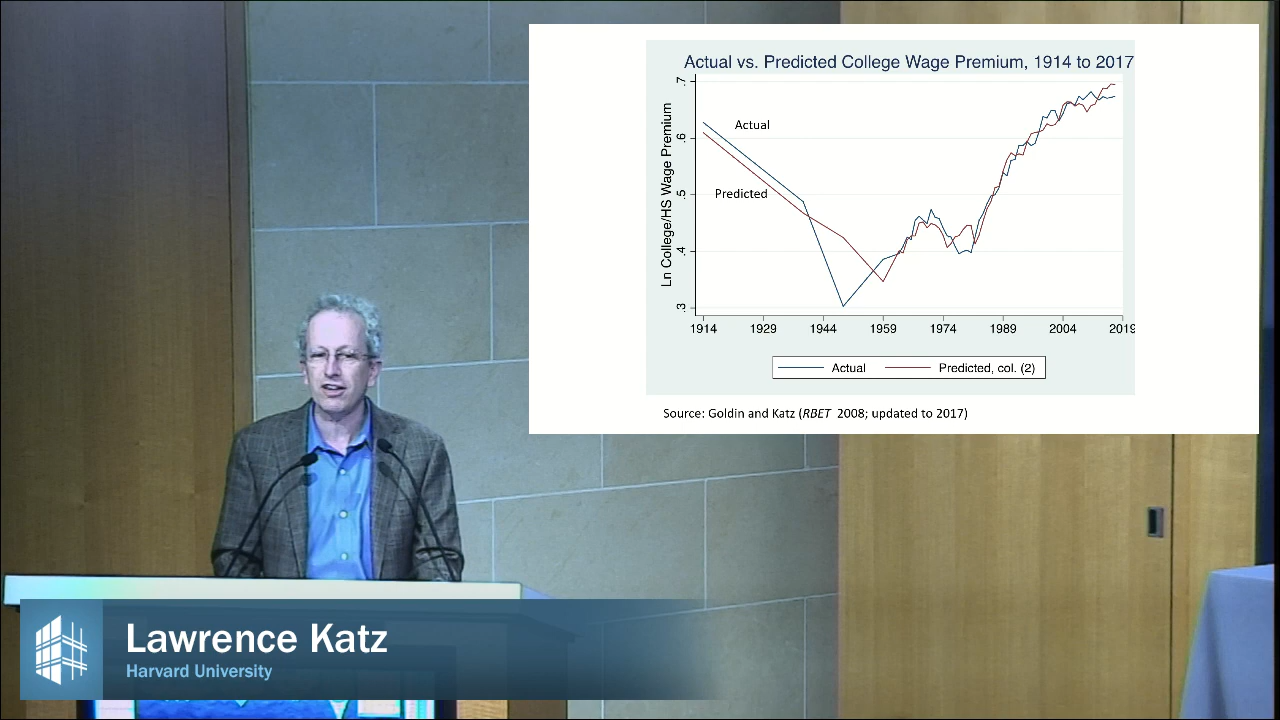 Actual vs. Predicted College Wage Premium, 1914 to 2017
Ln College/HS Wage Premium
.7
.6
.5
.4
.3
Actual
Predicted
1914 1929 1944 1959 1974 1989 2004 2019
Actual Predicted, col. (2)
Source: Goldin and Katz (RBET 2008; updated to 2017)
Lawrence Katz
Harvard University